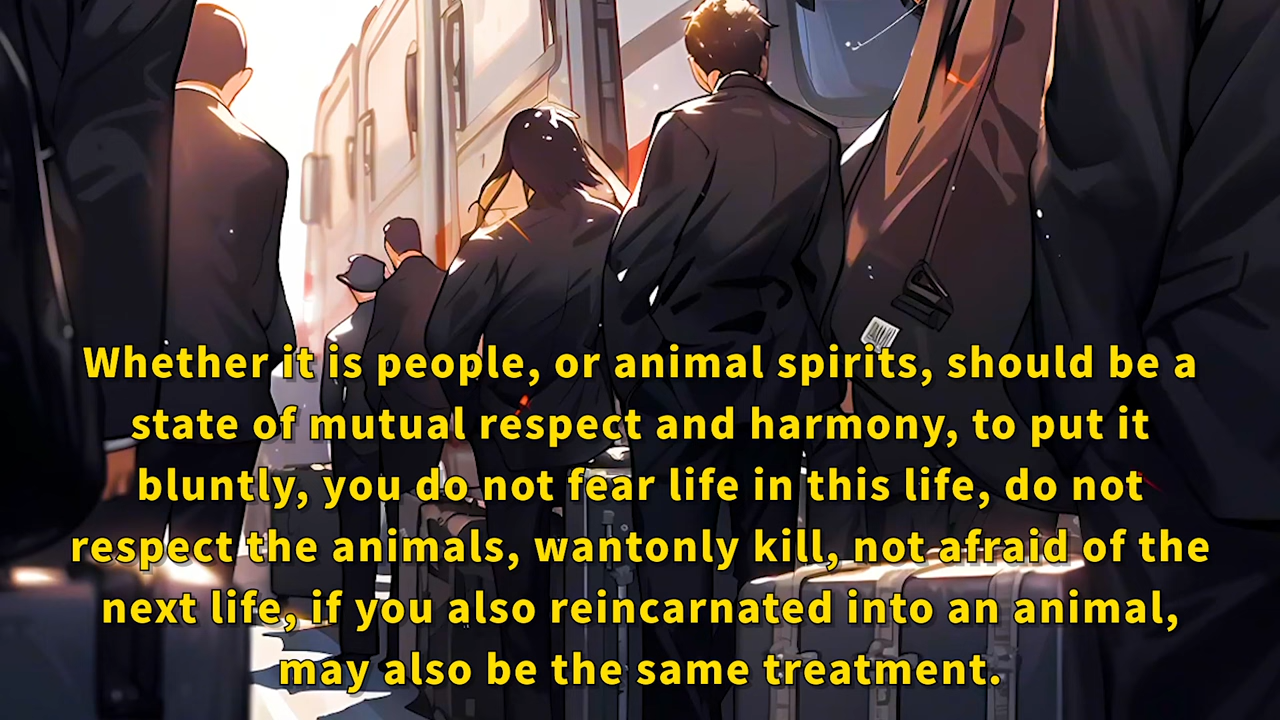 Whether it is people, or animal spirits, should be a
state of mutual respect and harmony, to put it
bluntly, you do not fear life in this life, do not
respect the animals, wantonly kill, not afraid of the
next life, if you also reincarnated into an animal,
may also be the same treatment.